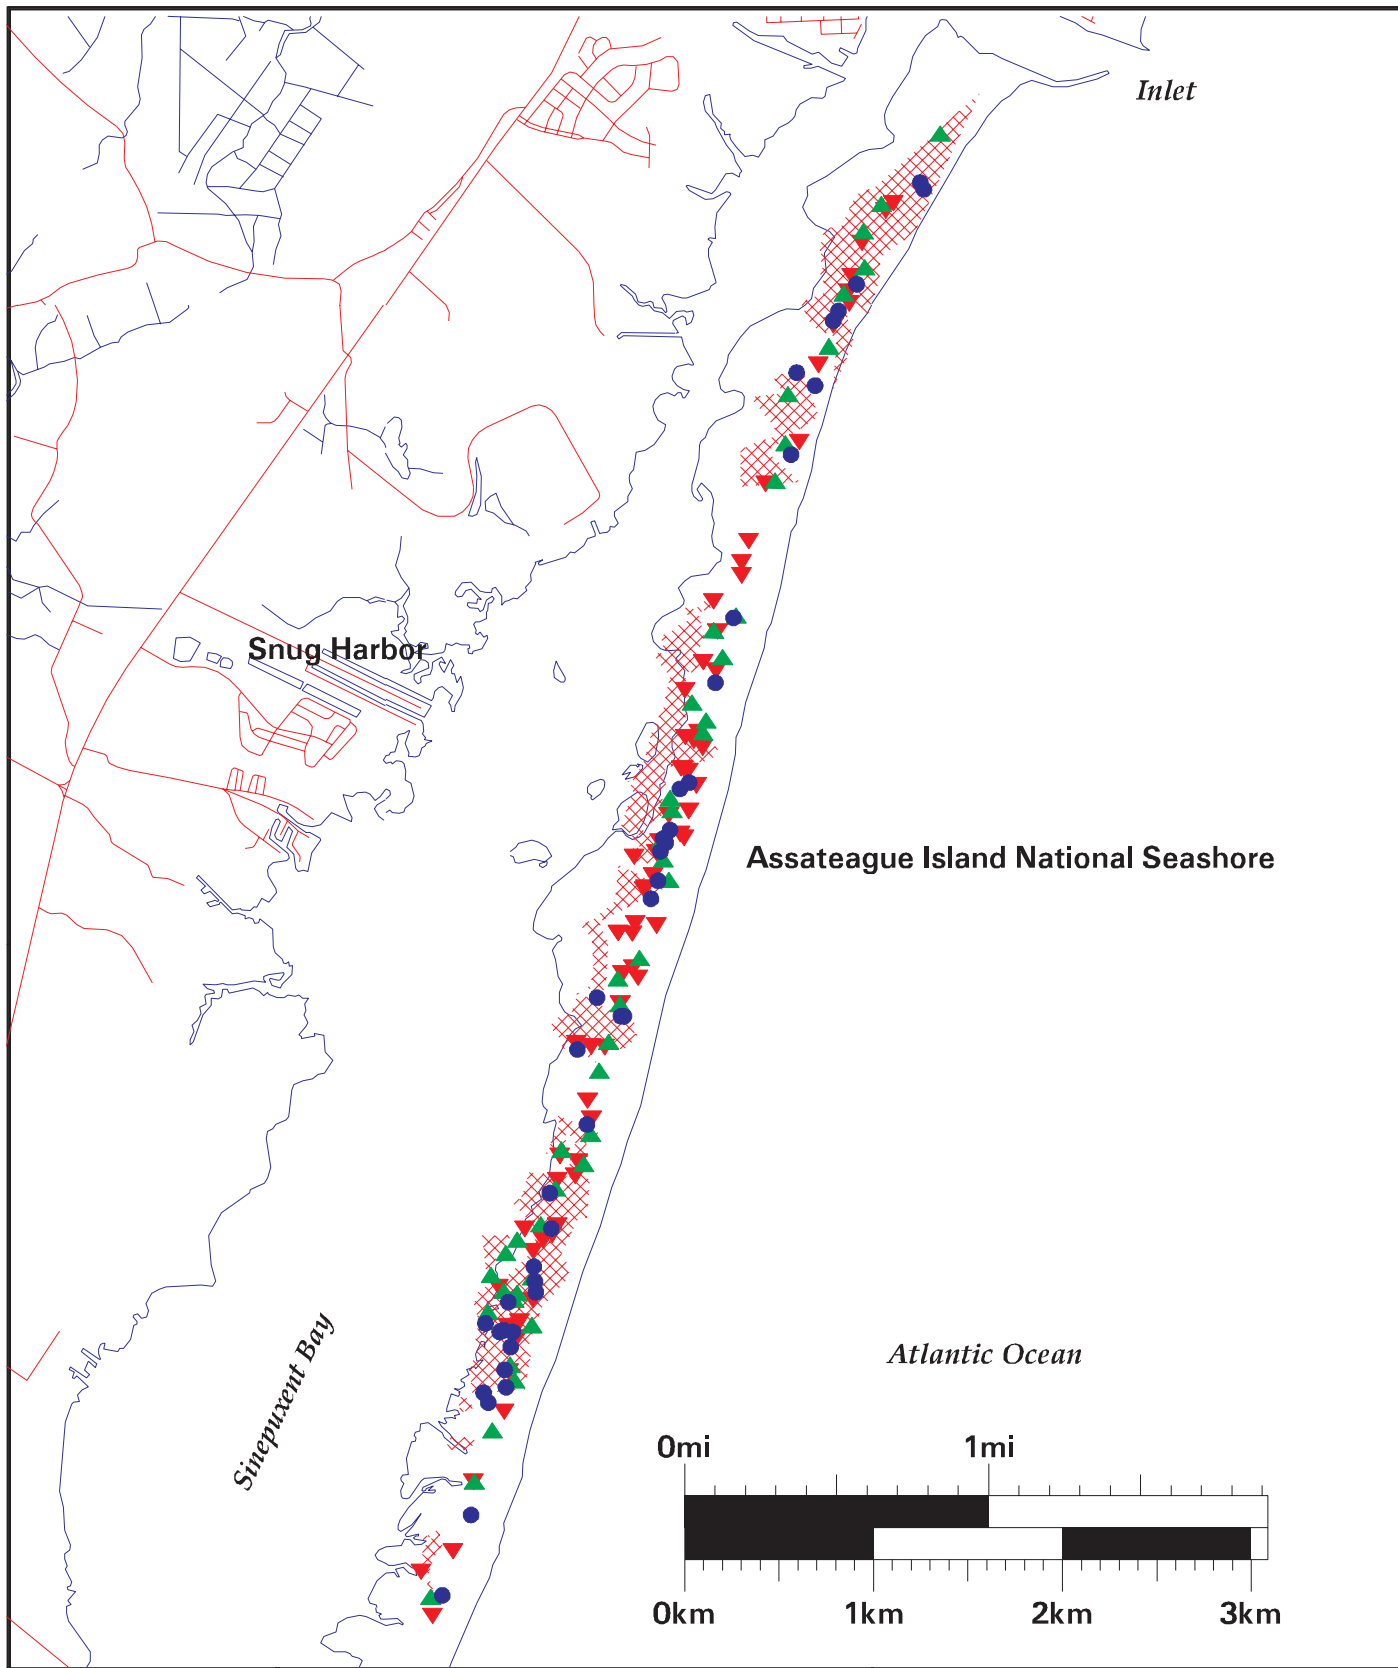 Inlet
Snug Harbor
Assateague Island National Seashore
Sinepuxent Bay
Atlantic Ocean
0mi 1mi
0km 1km 2km 3km